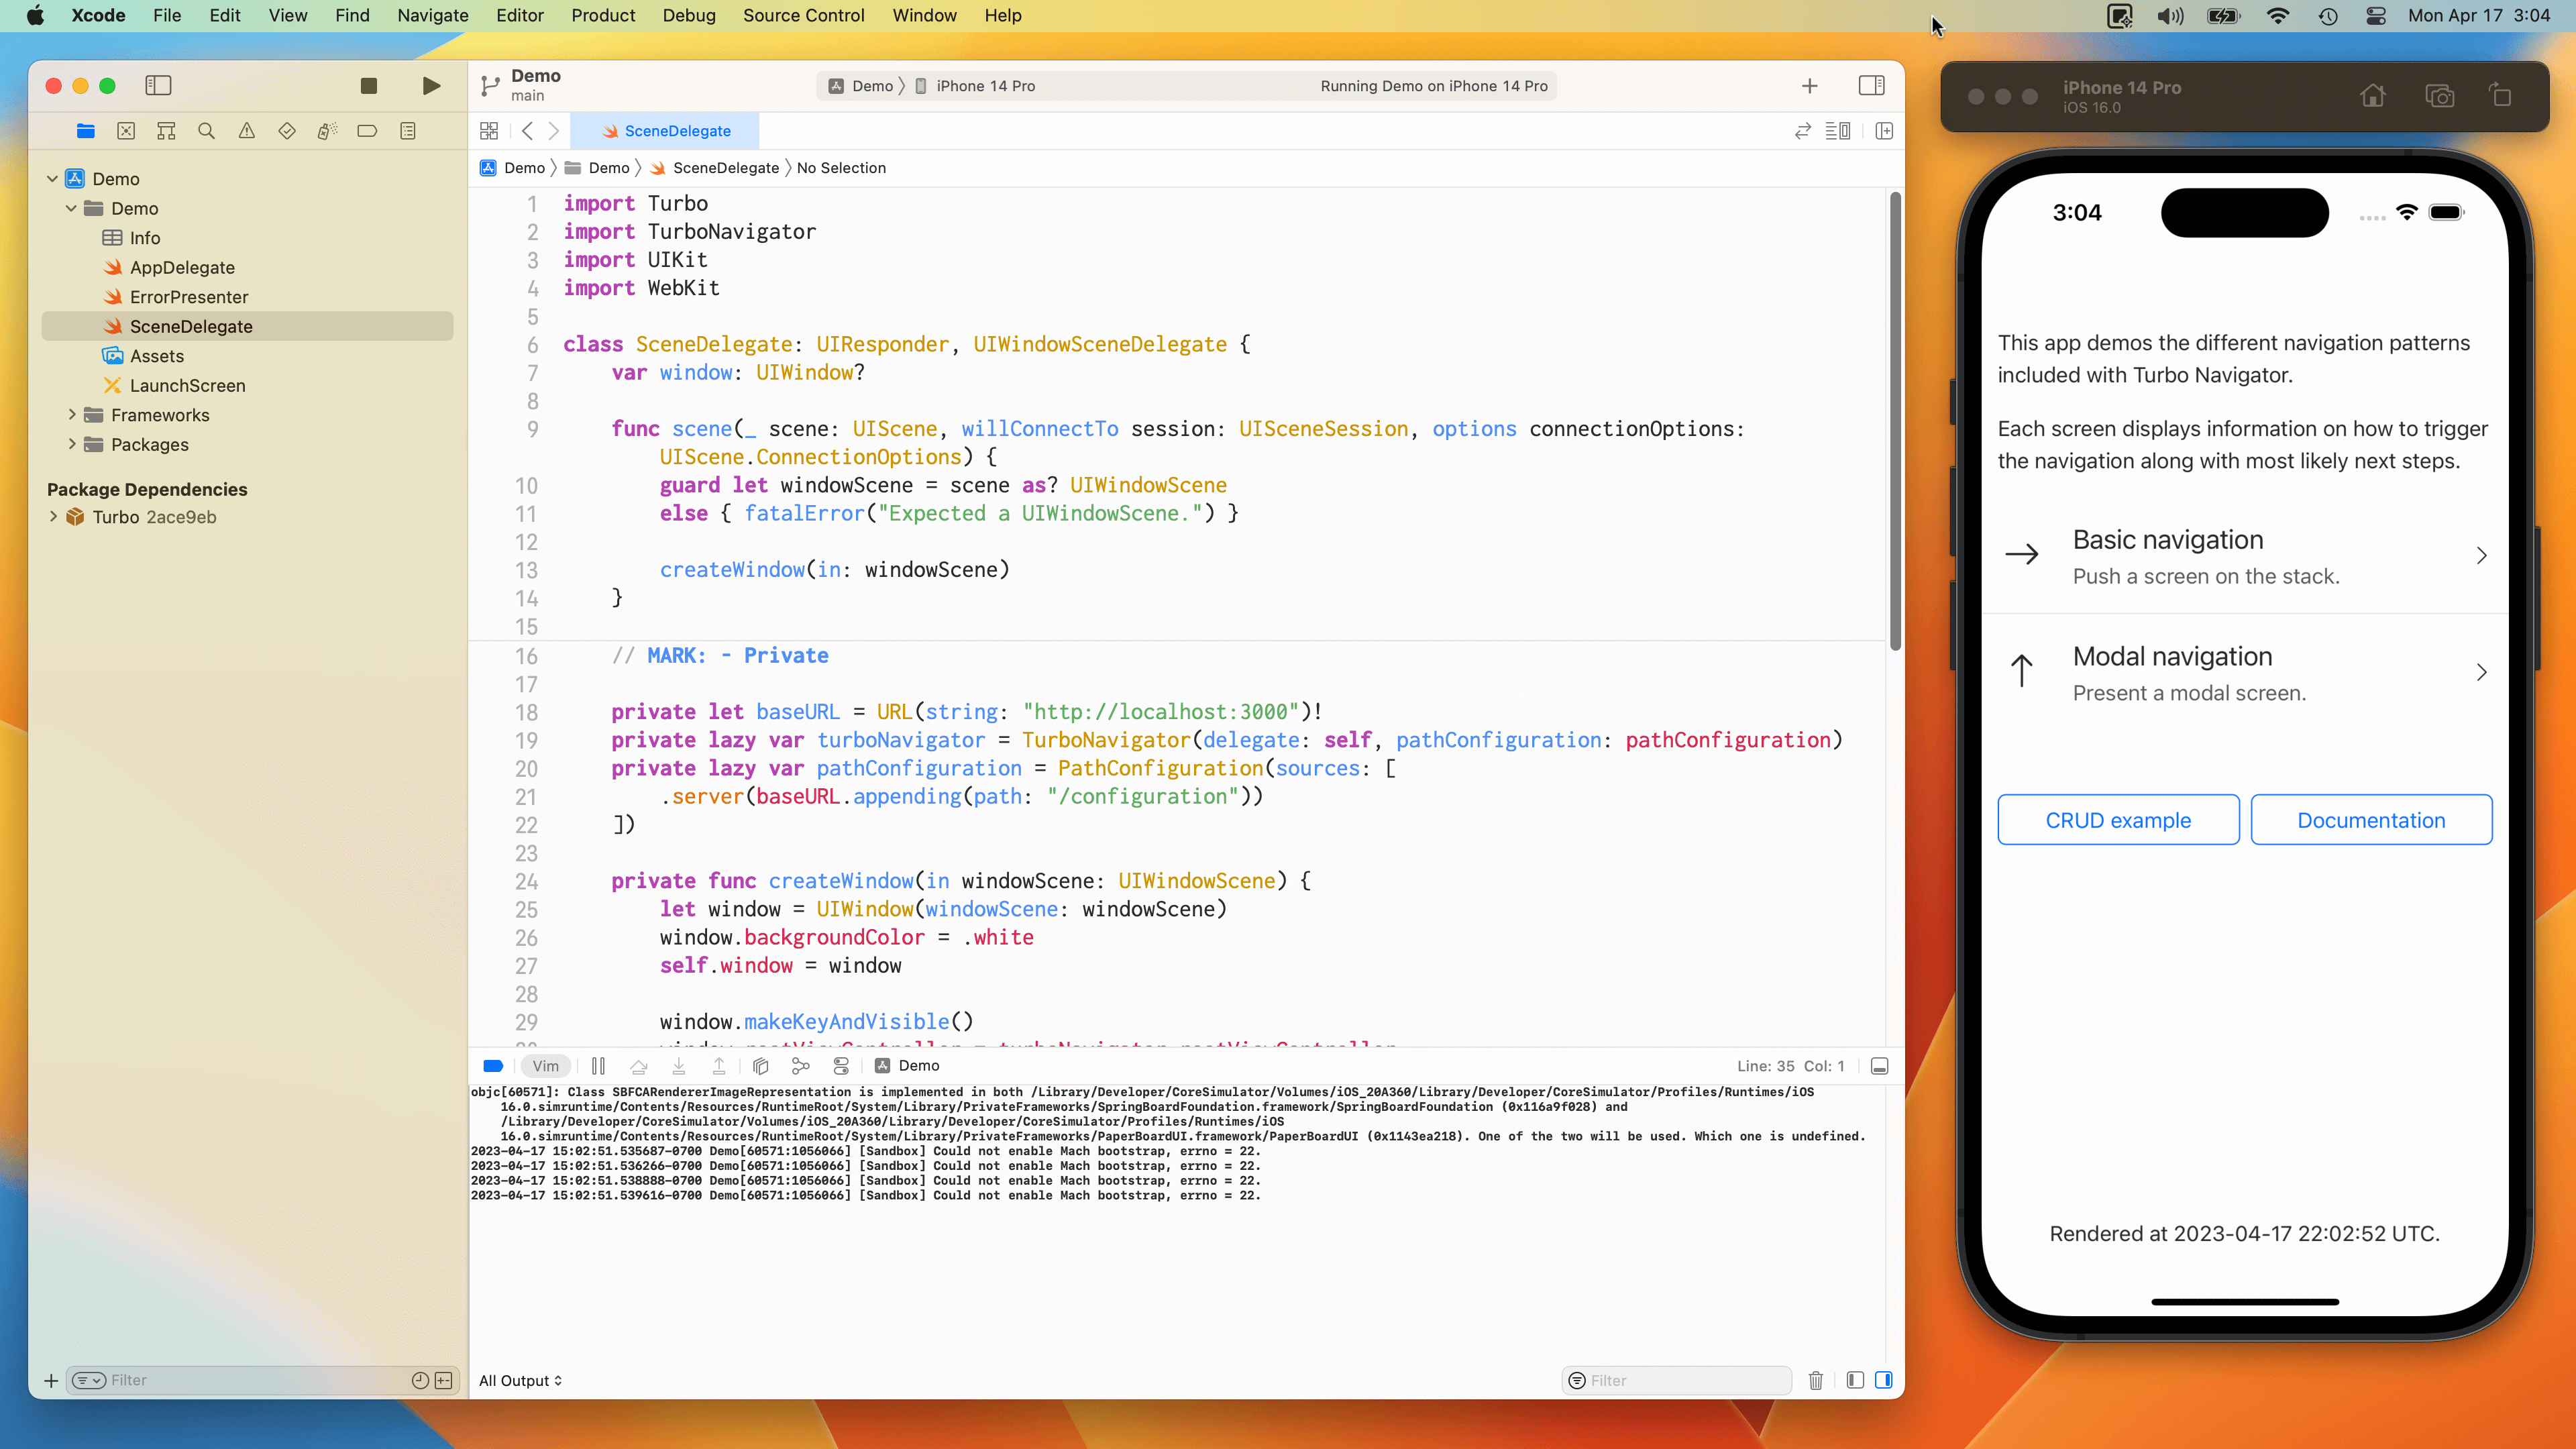 Xcode File Edit View Find Navigate Editor Product Debug Source Control Window Help
Mon Apr 17 3:04
Demo
main
Demo
iPhone 14 Pro
Running Demo on iPhone 14 Pro
SceneDelegate
Demo Demo SceneDelegate No Selection
Demo
Demo
Info
AppDelegate
ErrorPresenter
SceneDelegate
Assets
LaunchScreen
Frameworks
Packages
Package Dependencies
Turbo 2ace9eb
Filter
1 import Turbo
2 import TurboNavigator
3 import UIKit
4 import WebKit
5
6 class SceneDelegate: UIResponder, UIWindowSceneDelegate {
7 var window: UIWindow?
8
9 func scene(_ scene: UIScene, willConnectTo session: UISceneSession, options connectionOptions:
UIScene.ConnectionOptions) {
10 guard let windowScene = scene as? UIWindowScene
11 else { fatalError("Expected a UIWindowScene.") }
12
13 createWindow(in: windowScene)
14 }
15
16 // MARK: - Private
17
18 private let baseURL = URL(string: "http://localhost:3000")!
19 private lazy var turboNavigator = TurboNavigator(delegate: self, pathConfiguration: pathConfiguration)
20 private lazy var pathConfiguration = PathConfiguration(sources: [
21 .server(baseURL.appending(path: "/configuration"))
22 ])
23
24 private func createWindow(in windowScene: UIWindowScene) {
25 let window = UIWindow(windowScene: windowScene)
26 window.backgroundColor = .white
27 self.window = window
28
29 window.makeKeyAndVisible()
Vim
Demo
Line: 35 Col: 1
objc[60571]: Class SBFCARendererImageRepresentation is implemented in both /Library/Developer/CoreSimulator/Volumes/iOS_20A360/Library/Developer/CoreSimulator/Profiles/Runtimes/iOS
16.0.simruntime/Contents/Resources/RuntimeRoot/System/Library/PrivateFrameworks/SpringBoardFoundation.framework/SpringBoardFoundation (0x116a9f028) and
/Library/Developer/CoreSimulator/Volumes/iOS_20A360/Library/Developer/CoreSimulator/Profiles/Runtimes/iOS
16.0.simruntime/Contents/Resources/RuntimeRoot/System/Library/PrivateFrameworks/PaperBoardUI.framework/PaperBoardUI (0x1143ea218). One of the two will be used. Which one is undefined.
2023-04-17 15:02:51.535687-0700 Demo[60571:1056066] [Sandbox] Could not enable Mach bootstrap, errno = 22.
2023-04-17 15:02:51.536266-0700 Demo[60571:1056066] [Sandbox] Could not enable Mach bootstrap, errno = 22.
2023-04-17 15:02:51.538888-0700 Demo[60571:1056066] [Sandbox] Could not enable Mach bootstrap, errno = 22.
2023-04-17 15:02:51.539616-0700 Demo[60571:1056066] [Sandbox] Could not enable Mach bootstrap, errno = 22.
All Output
Filter
iPhone 14 Pro
iOS 16.0
3:04
This app demos the different navigation patterns
included with Turbo Navigator.
Each screen displays information on how to trigger
the navigation along with most likely next steps.
Basic navigation
Push a screen on the stack.
Modal navigation
Present a modal screen.
CRUD example
Documentation
Rendered at 2023-04-17 22:02:52 UTC.